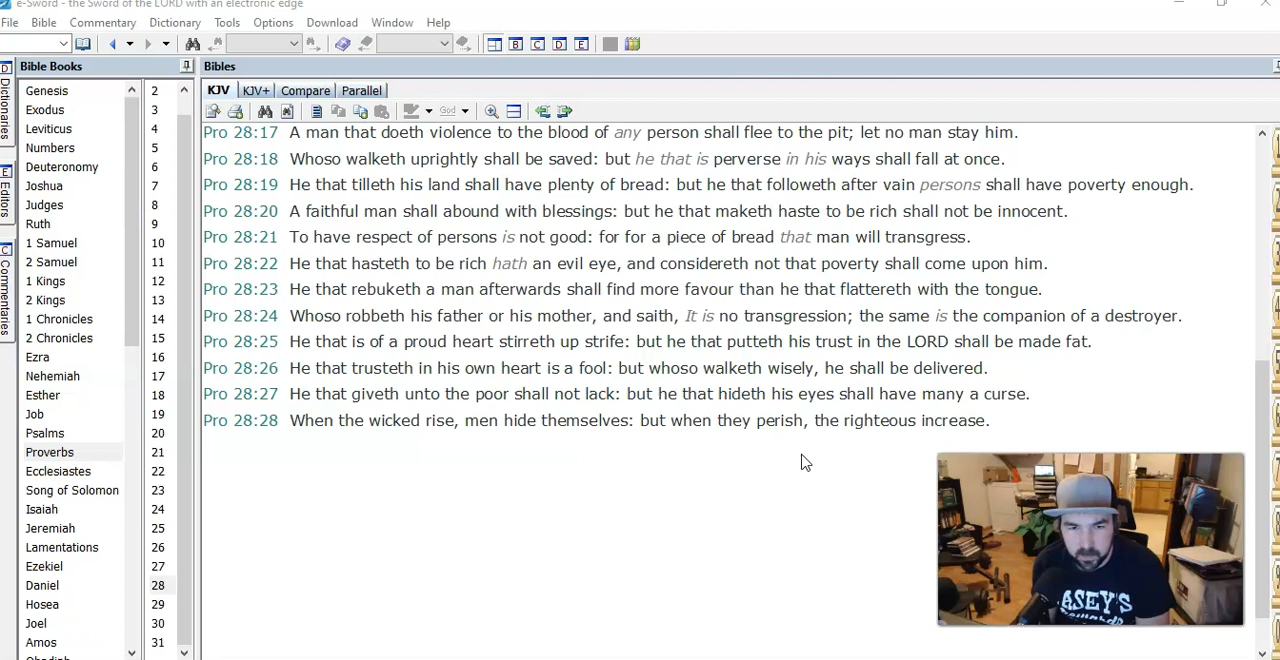 e-Sword - the Sword of the LORD with an electronic edge
File Bible Commentary Dictionary Tools Options Download Window Help
B C D E
Bible Books
Bibles
D Dictionaries
E Editors
C Commentaries
KJV KJV+ Compare Parallel
God
Genesis 2
Exodus 3
Leviticus 4
Numbers 5
Deuteronomy 6
Joshua 7
Judges 8
Ruth 9
1 Samuel 10
2 Samuel 11
1 Kings 12
2 Kings 13
1 Chronicles 14
2 Chronicles 15
Ezra 16
Nehemiah 17
Esther 18
Job 19
Psalms 20
Proverbs 21
Ecclesiastes 22
Song of Solomon 23
Isaiah 24
Jeremiah 25
Lamentations 26
Ezekiel 27
Daniel 28
Hosea 29
Joel 30
Amos 31
Obadiah
Pro 28:17 A man that doeth violence to the blood of any person shall flee to the pit; let no man stay him.
Pro 28:18 Whoso walketh uprightly shall be saved: but he that is perverse in his ways shall fall at once.
Pro 28:19 He that tilleth his land shall have plenty of bread: but he that followeth after vain persons shall have poverty enough.
Pro 28:20 A faithful man shall abound with blessings: but he that maketh haste to be rich shall not be innocent.
Pro 28:21 To have respect of persons is not good: for for a piece of bread that man will transgress.
Pro 28:22 He that hasteth to be rich hath an evil eye, and considereth not that poverty shall come upon him.
Pro 28:23 He that rebuketh a man afterwards shall find more favour than he that flattereth with the tongue.
Pro 28:24 Whoso robbeth his father or his mother, and saith, It is no transgression; the same is the companion of a destroyer.
Pro 28:25 He that is of a proud heart stirreth up strife: but he that putteth his trust in the LORD shall be made fat.
Pro 28:26 He that trusteth in his own heart is a fool: but whoso walketh wisely, he shall be delivered.
Pro 28:27 He that giveth unto the poor shall not lack: but he that hideth his eyes shall have many a curse.
Pro 28:28 When the wicked rise, men hide themselves: but when they perish, the righteous increase.
ASEY'S